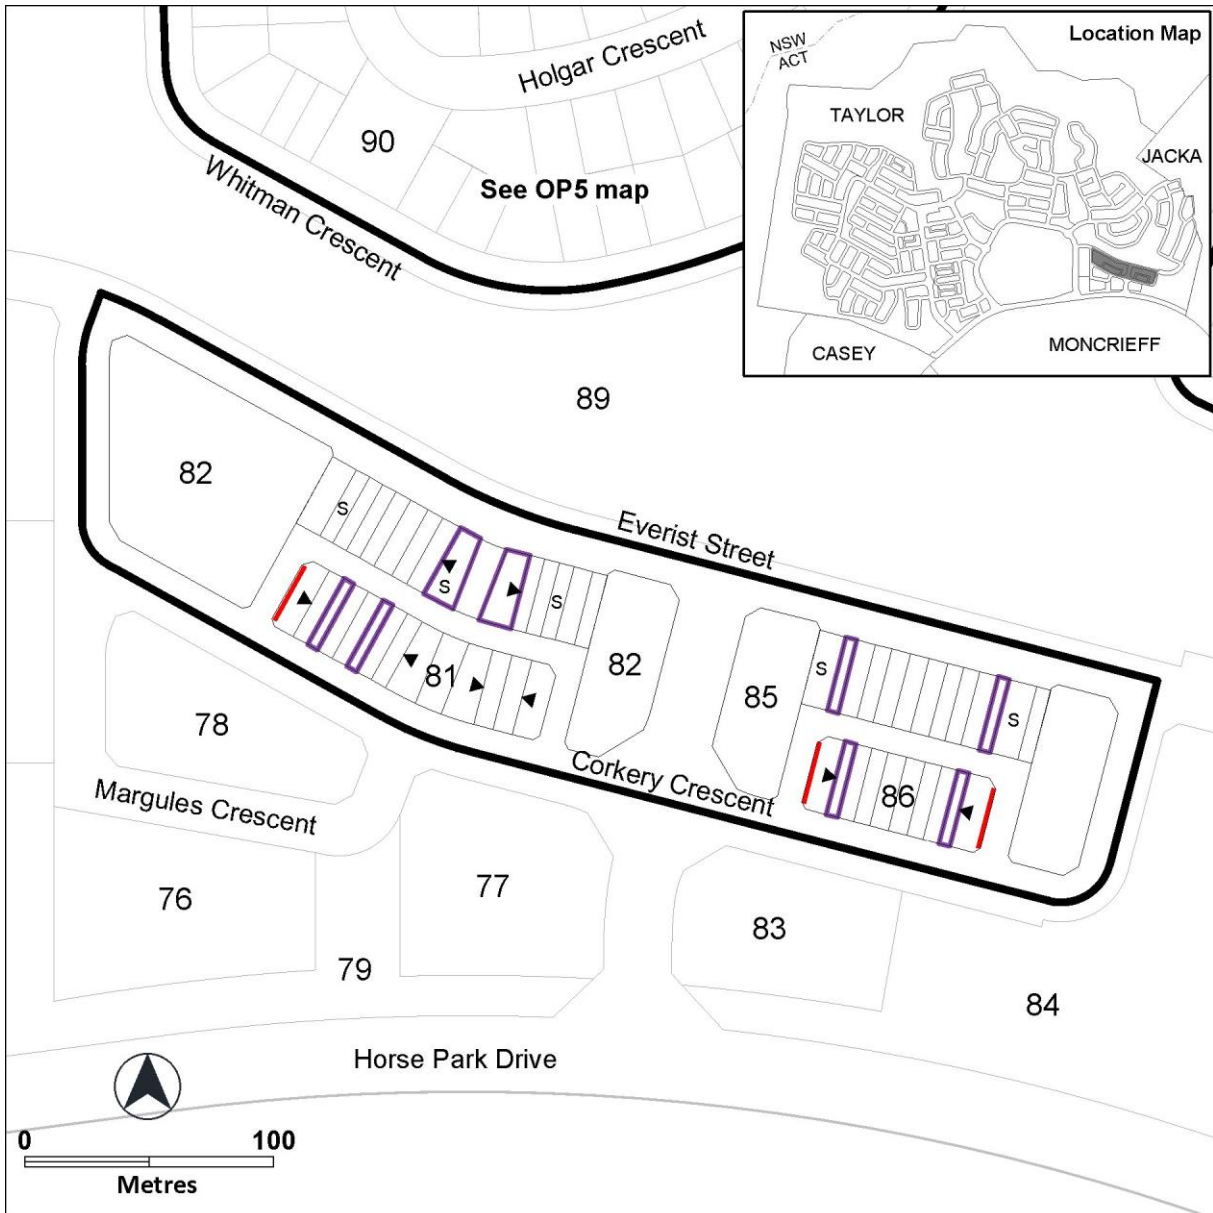 Holgar Crescent
90
See OP5 map
Whitman Crescent
Location Map
NSW
ACT
TAYLOR
JACKA
CASEY
MONCRIEFF
89
82
s
s
s
Everist Street
81
82
85
s
s
86
78
Corkery Crescent
Margules Crescent
76
77
79
83
84
Horse Park Drive
0 100
Metres